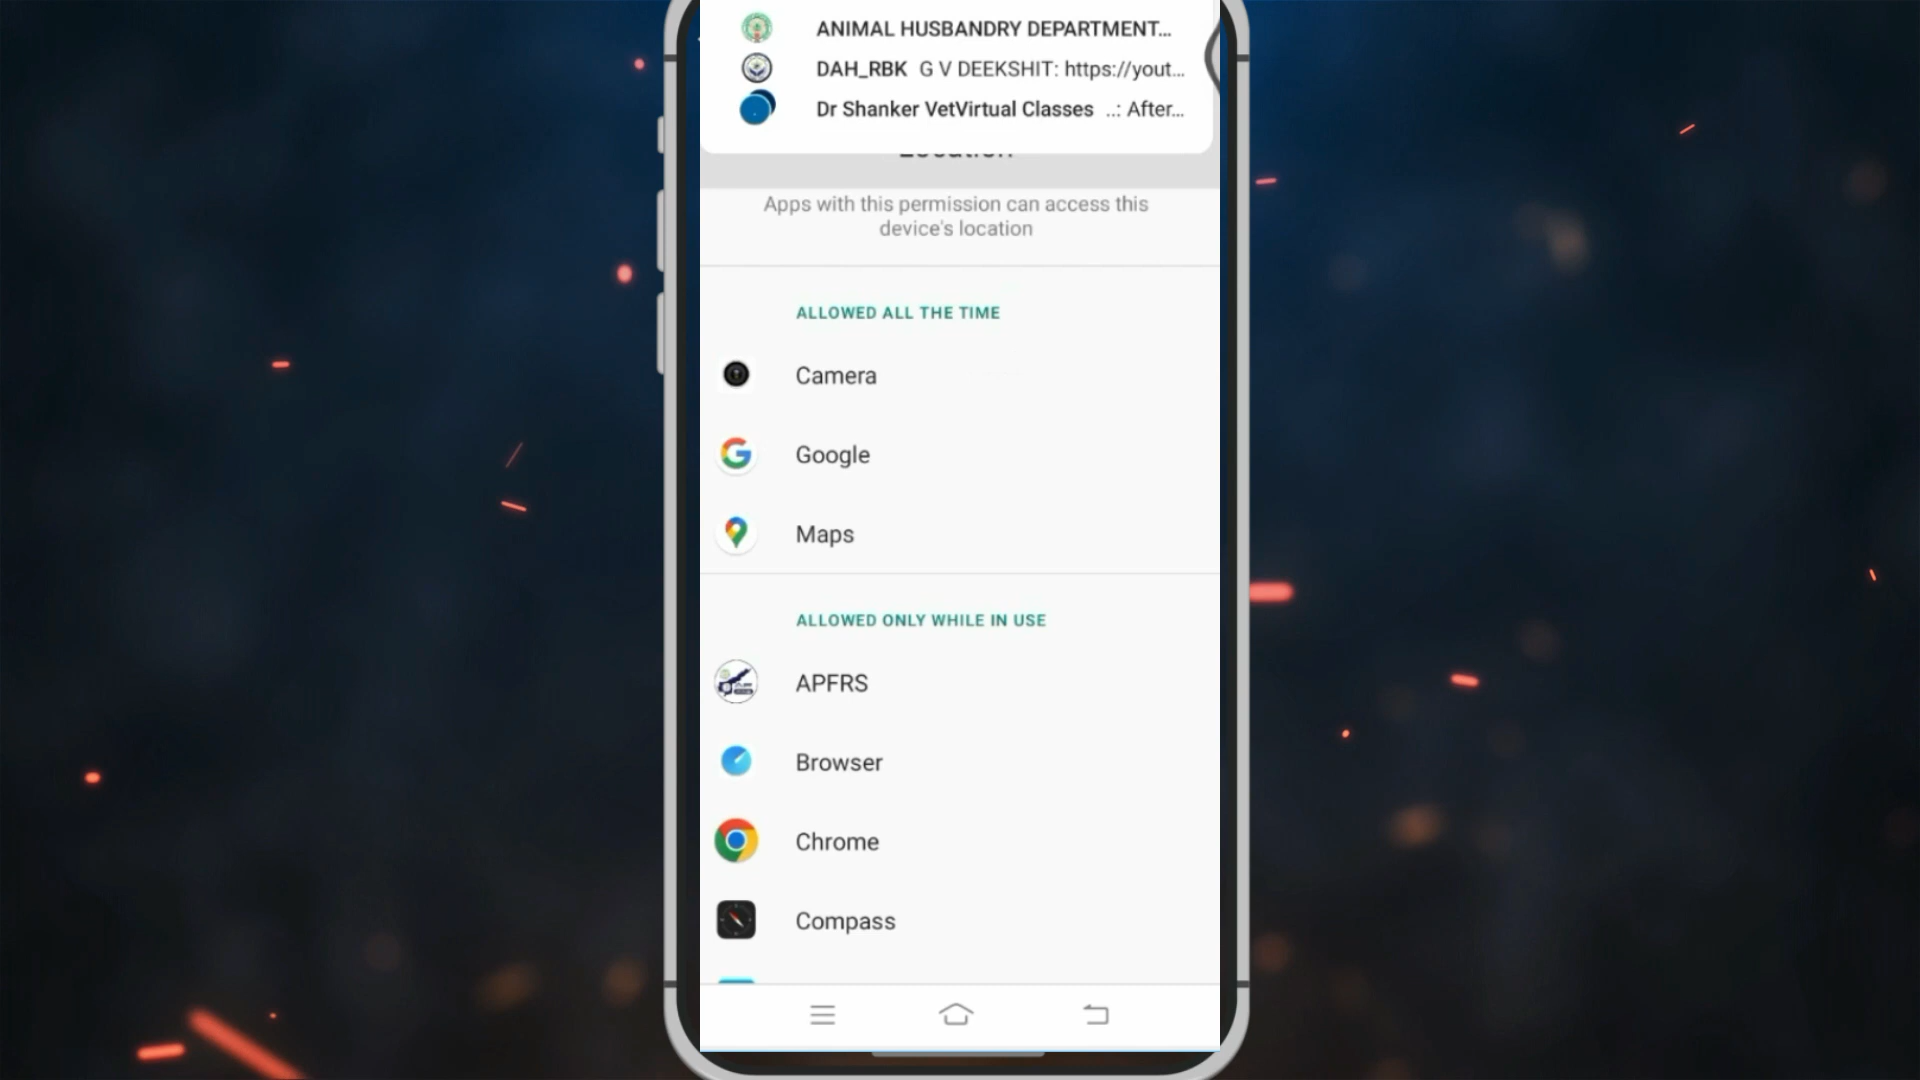 ANIMAL HUSBANDRY DEPARTMENT...
DAH_RBK G V DEEKSHIT: https://yout...
Dr Shanker VetVirtual Classes ..: After...
Location
Apps with this permission can access this
device's location
ALLOWED ALL THE TIME
Camera
Google
Maps
ALLOWED ONLY WHILE IN USE
APFRS
Browser
Chrome
Compass